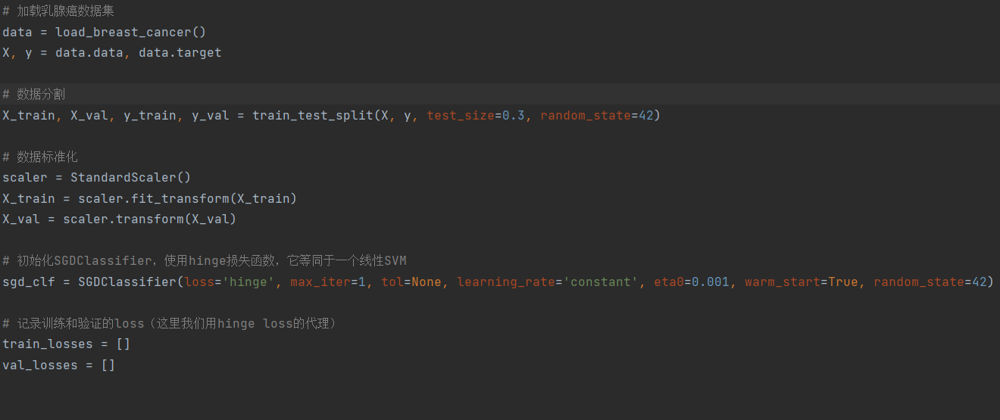 # 加载乳腺癌数据集
data = load_breast_cancer()
X, y = data.data, data.target
# 数据分割
X_train, X_val, y_train, y_val = train_test_split(X, y, test_size=0.3, random_state=42)
# 数据标准化
scaler = StandardScaler()
X_train = scaler.fit_transform(X_train)
X_val = scaler.transform(X_val)
# 初始化SGDClassifier，使用hinge损失函数，它等同于一个线性SVM
sgd_clf = SGDClassifier(loss='hinge', max_iter=1, tol=None, learning_rate='constant', eta0=0.001, warm_start=True, random_state=42)
# 记录训练和验证的loss（这里我们用hinge loss的代理）
train_losses = []
val_losses = []